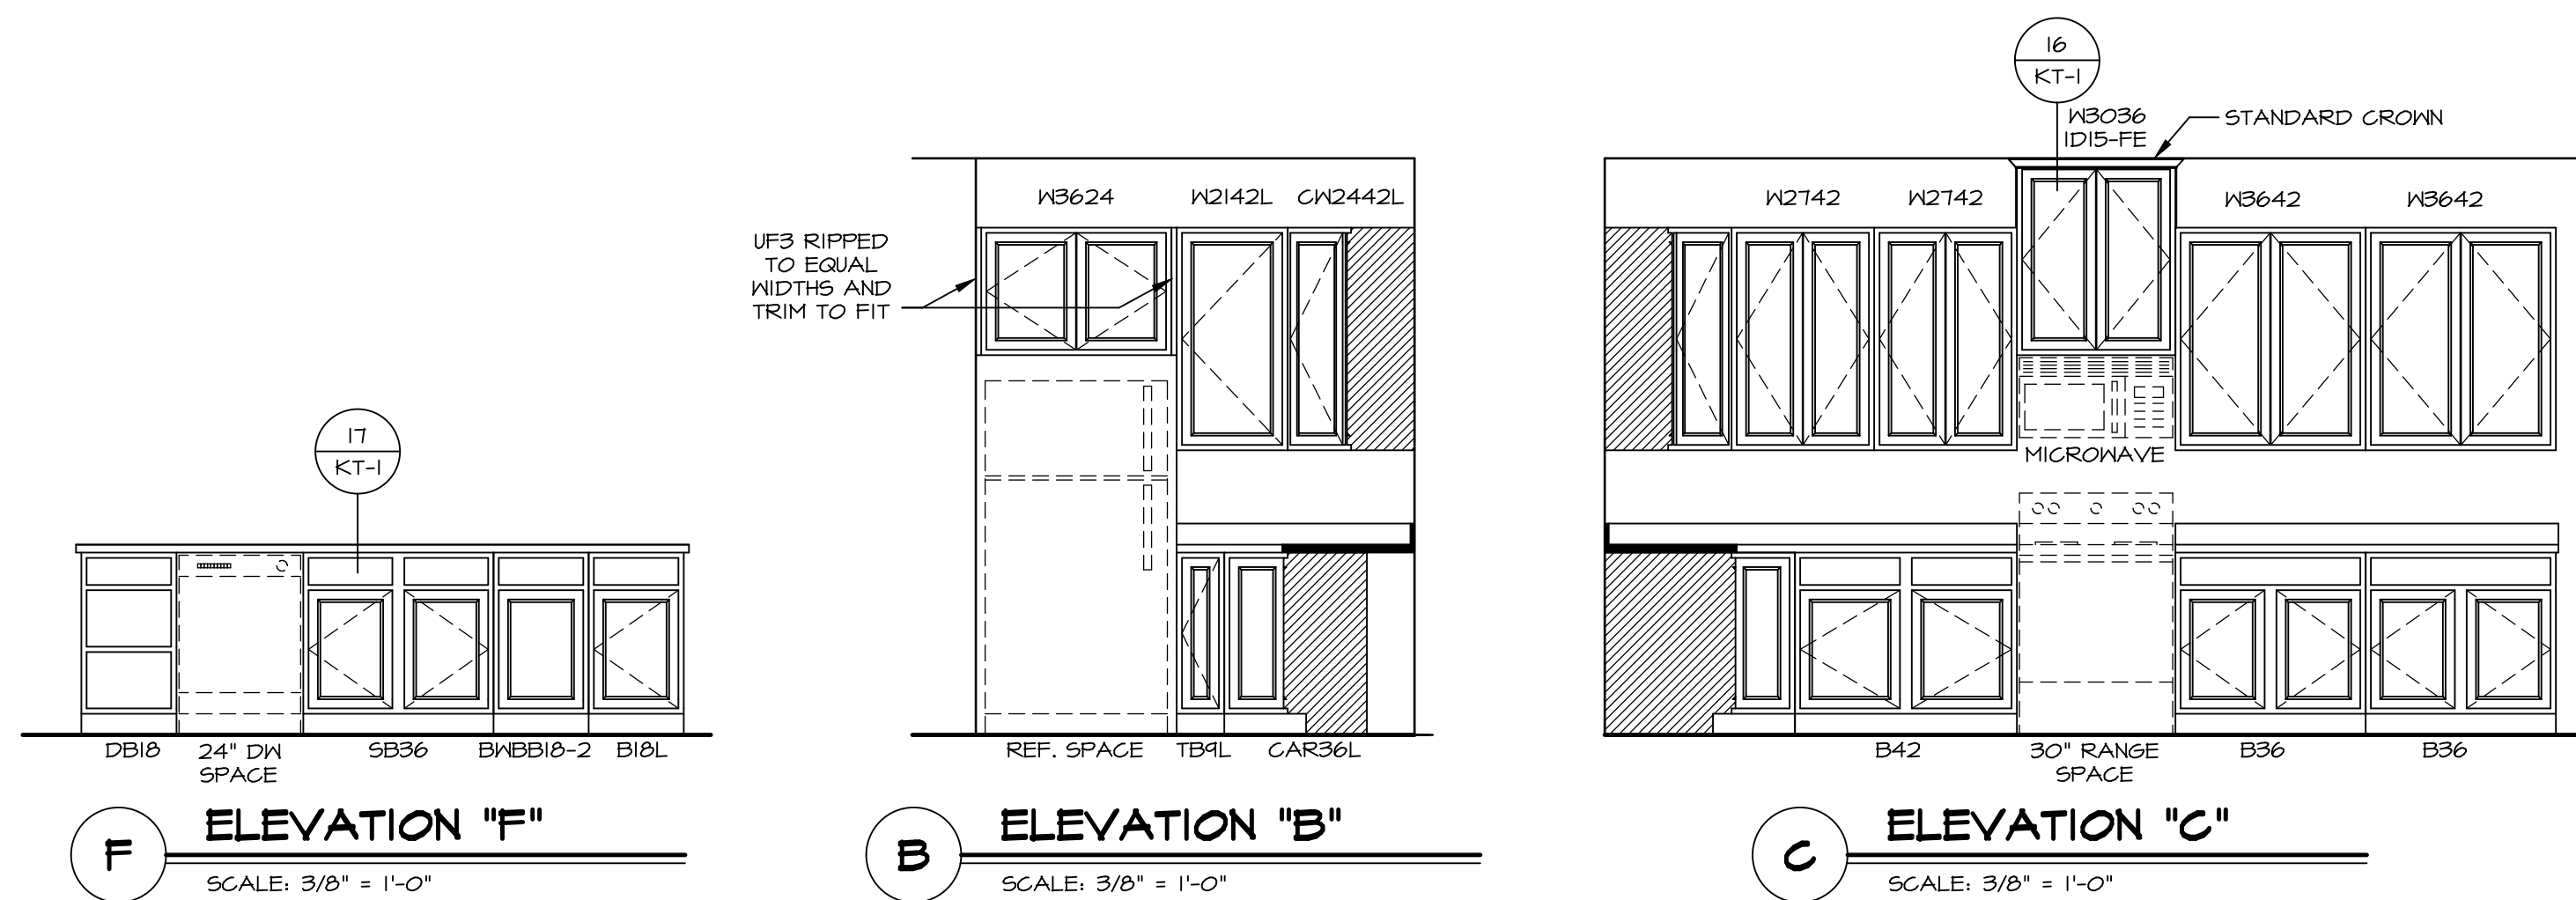 17
KT-1
DB18
24" DW
SPACE
SB36
BWBB18-2
B18L
F
ELEVATION "F"
SCALE: 3/8" = 1'-0"
W3624
W2142L
CW2442L
UF3 RIPPED
TO EQUAL
WIDTHS AND
TRIM TO FIT
REF. SPACE
TB9L
CAR36L
B
ELEVATION "B"
SCALE: 3/8" = 1'-0"
16
KT-1
W3036
1D15-FE
STANDARD CROWN
W2742
W2742
W3642
W3642
MICROWAVE
B42
30" RANGE
SPACE
B36
B36
C
ELEVATION "C"
SCALE: 3/8" = 1'-0"